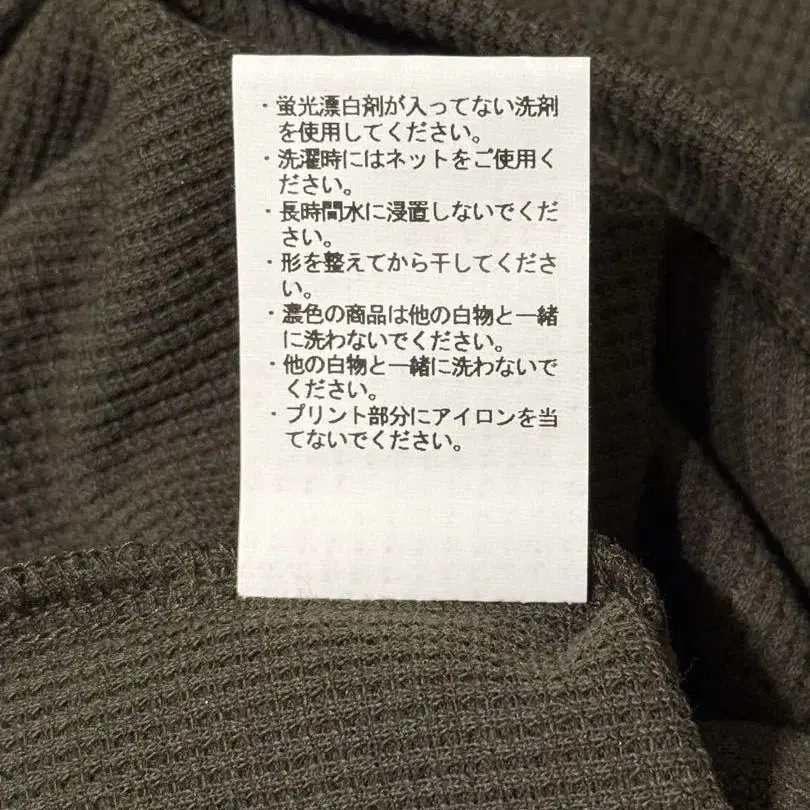 ・蛍光漂白剤が入ってない洗剤
を使用してください。
・洗濯時にはネットをご使用く
ださい。
・長時間水に浸置しないでくだ
さい。
・形を整えてから干してくださ
い。
・濃色の商品は他の白物と一緒
に洗わないでください。
・他の白物と一緒に洗わないで
ください。
・プリント部分にアイロンを当
てないでください。